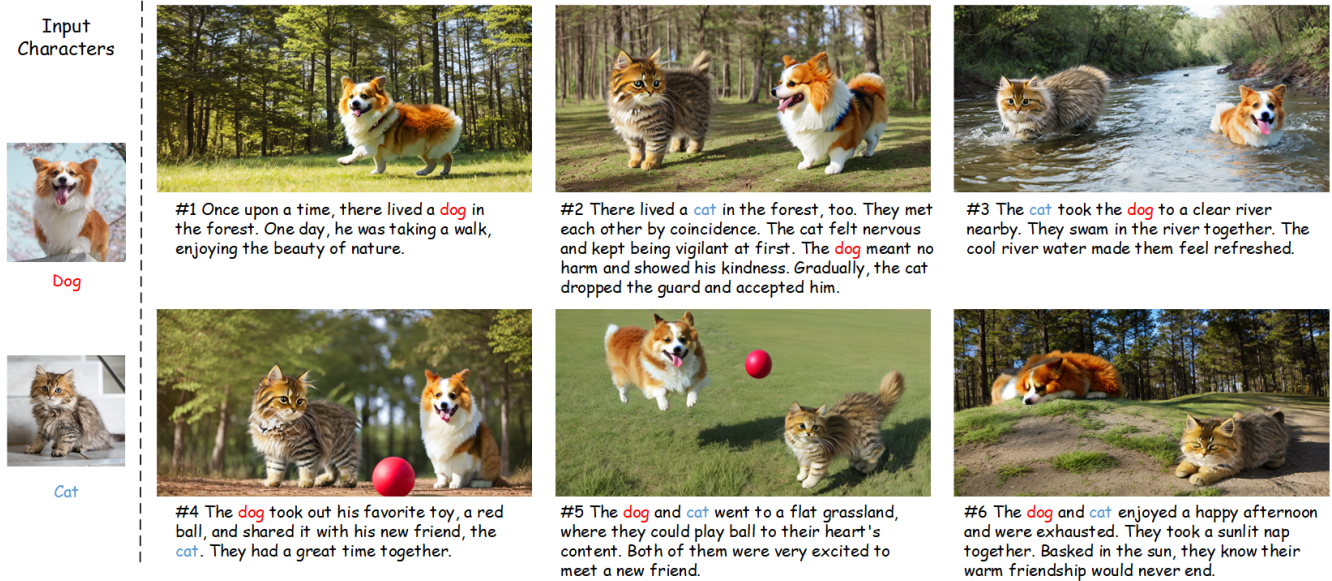 Input
Characters
Dog
Cat
#1 Once upon a time, there lived a dog in
the forest. One day, he was taking a walk,
enjoying the beauty of nature.
#2 There lived a cat in the forest, too. They met
each other by coincidence. The cat felt nervous
and kept being vigilant at first. The dog meant no
harm and showed his kindness. Gradually, the cat
dropped the guard and accepted him.
#3 The cat took the dog to a clear river
nearby. They swam in the river together. The
cool river water made them feel refreshed.
#4 The dog took out his favorite toy, a red
ball, and shared it with his new friend, the
cat. They had a great time together.
#5 The dog and cat went to a flat grassland,
where they could play ball to their heart's
content. Both of them were very excited to
meet a new friend.
#6 The dog and cat enjoyed a happy afternoon
and were exhausted. They took a sunlit nap
together. Basked in the sun, they know their
warm friendship would never end.